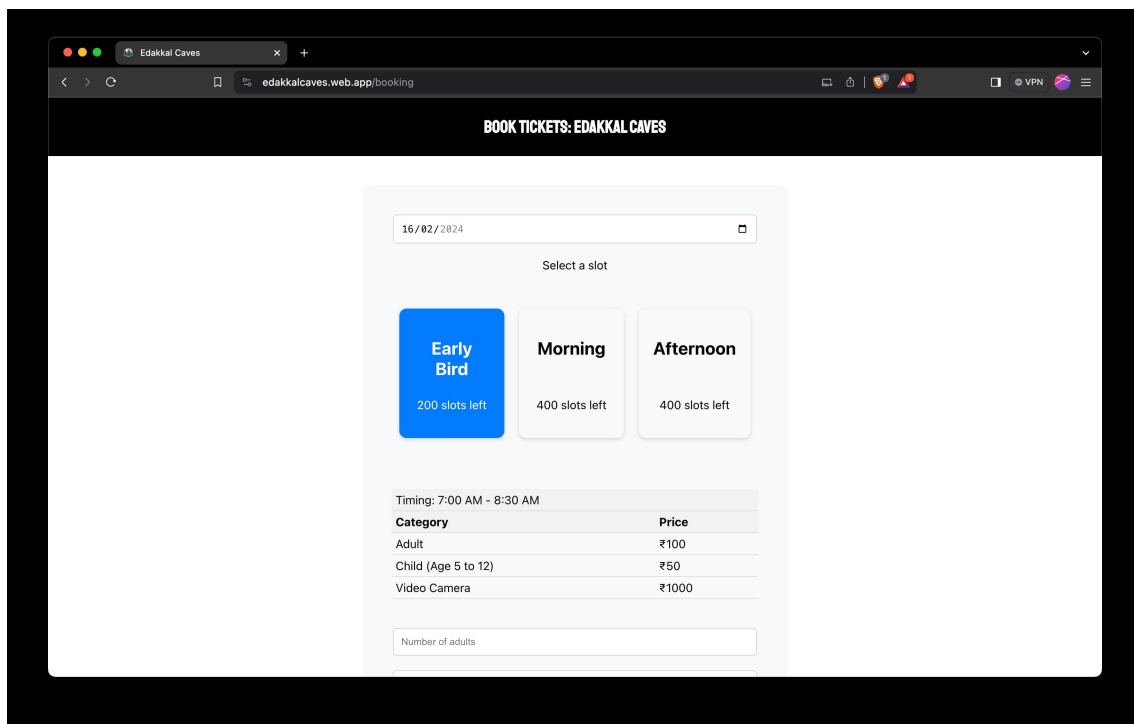 Edakkal Caves
edakkalcaves.web.app/booking
VPN
BOOK TICKETS: EDAKKAL CAVES
16/02/2024
Select a slot
Early
Bird
200 slots left
Morning
400 slots left
Afternoon
400 slots left
Timing: 7:00 AM - 8:30 AM
Category Price
Adult ₹100
Child (Age 5 to 12) ₹50
Video Camera ₹1000
Number of adults